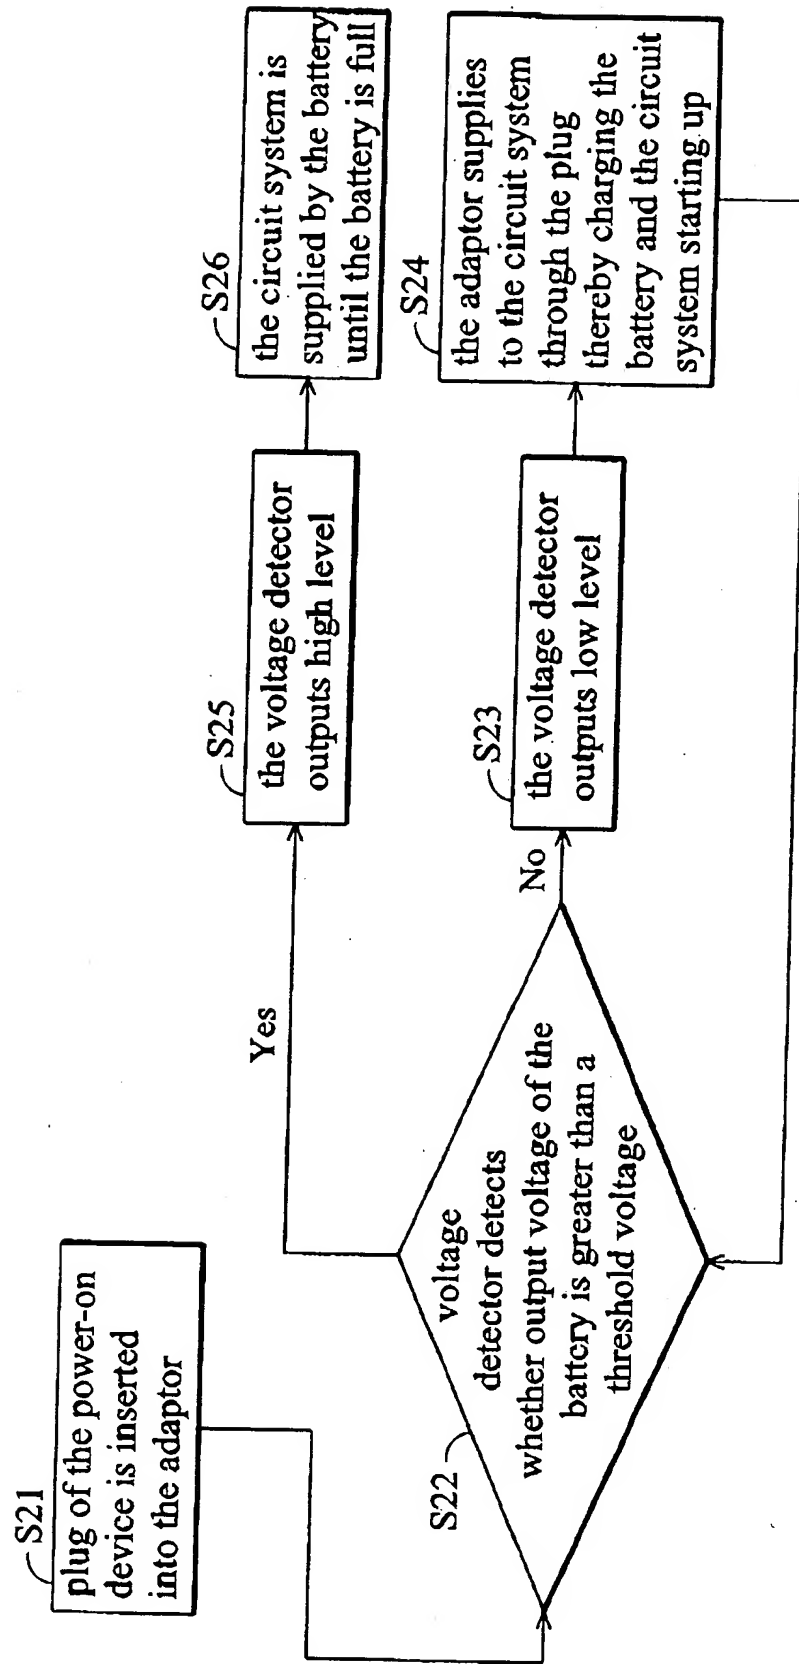 S21
plug of the power-on
device is inserted
into the adaptor
S22
voltage
detector detects
whether output voltage of the
battery is greater than a
threshold voltage
Yes
No
S25
the voltage detector
outputs high level
S26
the circuit system is
supplied by the battery
until the battery is full
S23
the voltage detector
outputs low level
S24
the adaptor supplies
to the circuit system
through the plug
thereby charging the
battery and the circuit
system starting up